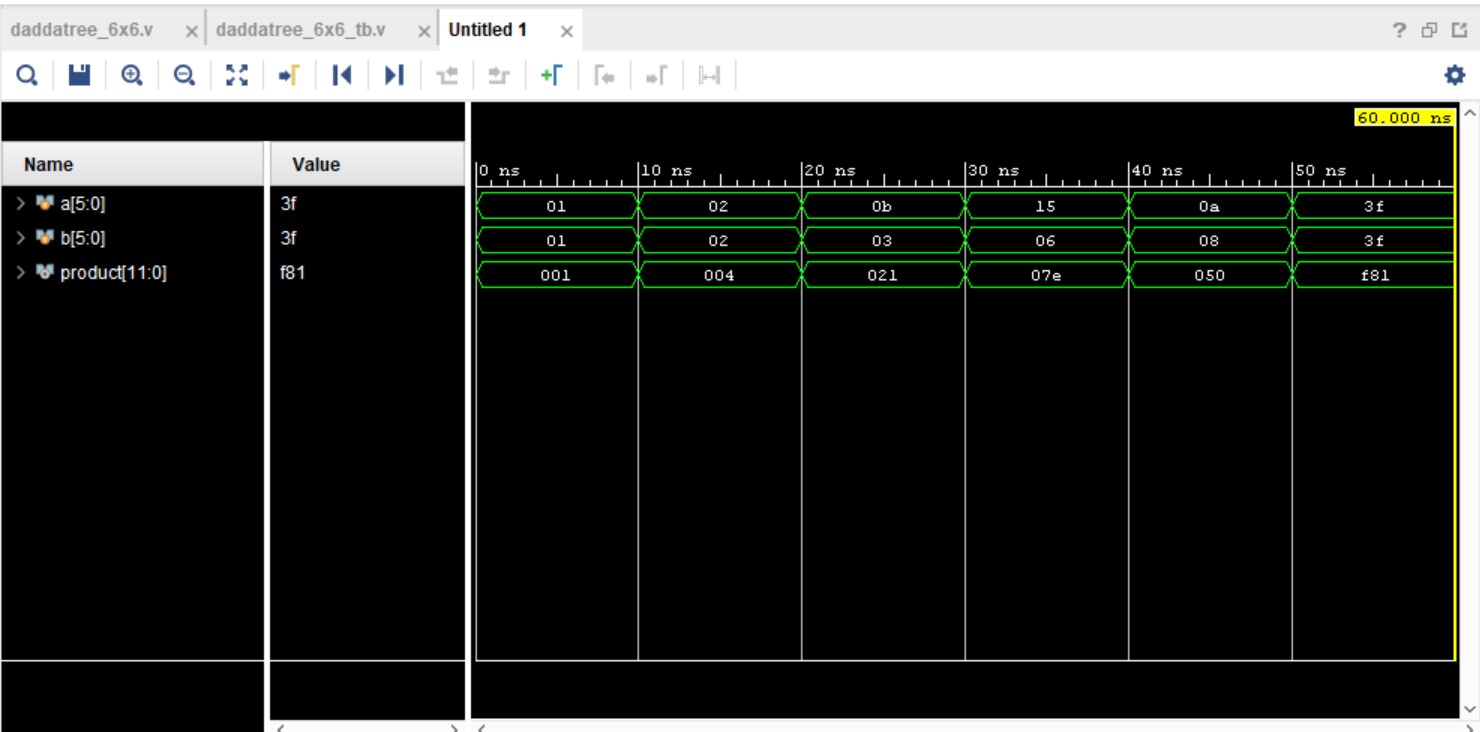 daddatree_6x6.v × daddatree_6x6_tb.v × Untitled 1 ×
60.000 ns
Name Value 0 ns 10 ns 20 ns 30 ns 40 ns 50 ns
a[5:0] 3f 01 02 0b 15 0a 3f
b[5:0] 3f 01 02 03 06 08 3f
product[11:0] f81 001 004 021 07e 050 f81